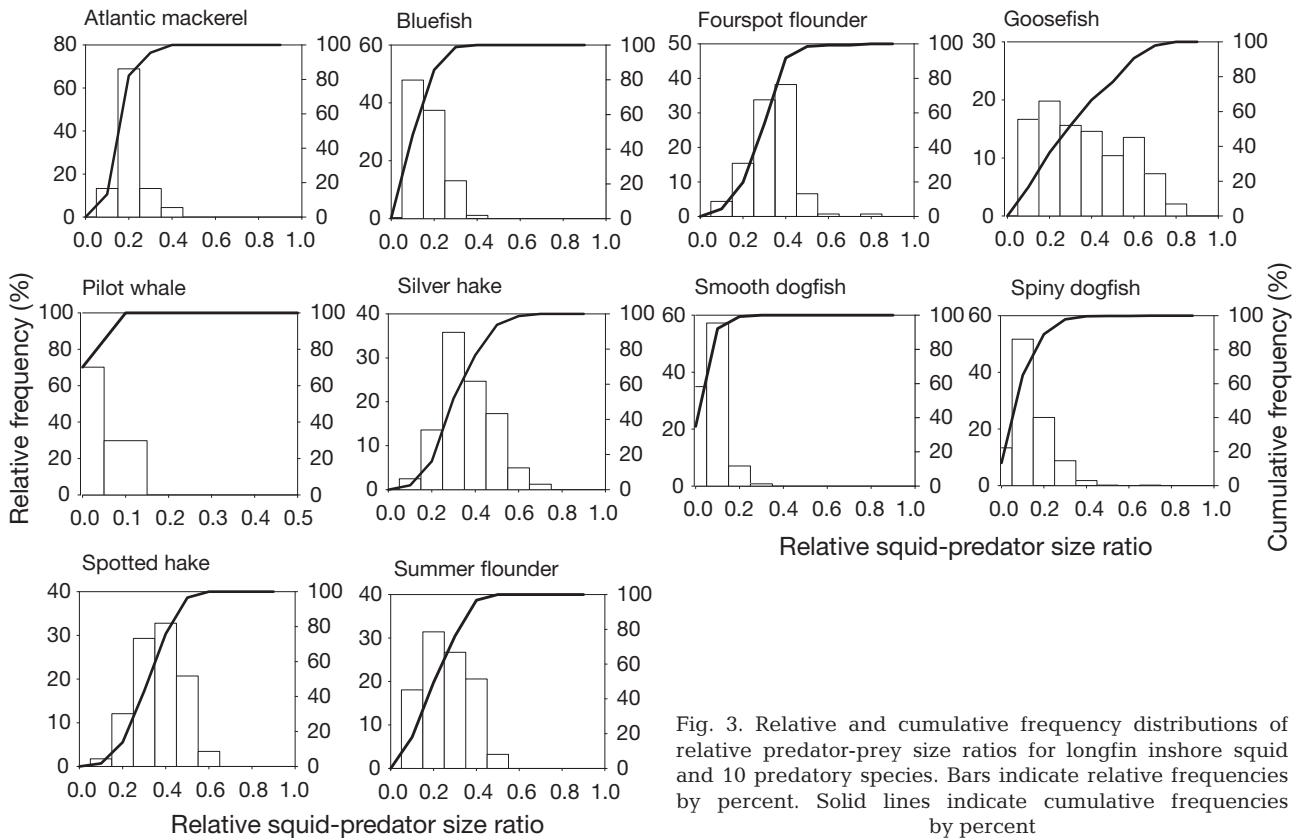 Atlantic mackerel
Bluefish
Fourspot flounder
Goosefish
80 60 40 20 0
100 80 60 40 20 0
0.0 0.2 0.4 0.6 0.8 1.0
60 40 20 0
100 80 60 40 20 0
0.0 0.2 0.4 0.6 0.8 1.0
50 40 30 20 10 0
100 80 60 40 20 0
0.0 0.2 0.4 0.6 0.8 1.0
30 20 10 0
100 80 60 40 20 0
0.0 0.2 0.4 0.6 0.8 1.0
Relative frequency (%)
Pilot whale
Silver hake
Smooth dogfish
Spiny dogfish
100 80 60 40 20 0
100 80 60 40 20 0
0.0 0.1 0.2 0.3 0.4 0.5
40 30 20 10 0
100 80 60 40 20 0
0.0 0.2 0.4 0.6 0.8 1.0
60 40 20 0
100 80 60 40 20 0
0.0 0.2 0.4 0.6 0.8 1.0
60 40 20 0
100 80 60 40 20 0
0.0 0.2 0.4 0.6 0.8 1.0
Cumulative frequency (%)
Relative squid-predator size ratio
Spotted hake
Summer flounder
40 30 20 10 0
100 80 60 40 20 0
0.0 0.2 0.4 0.6 0.8 1.0
40 30 20 10 0
100 80 60 40 20 0
0.0 0.2 0.4 0.6 0.8 1.0
Relative squid-predator size ratio
Fig. 3. Relative and cumulative frequency distributions of
relative predator-prey size ratios for longfin inshore squid
and 10 predatory species. Bars indicate relative frequencies
by percent. Solid lines indicate cumulative frequencies
by percent